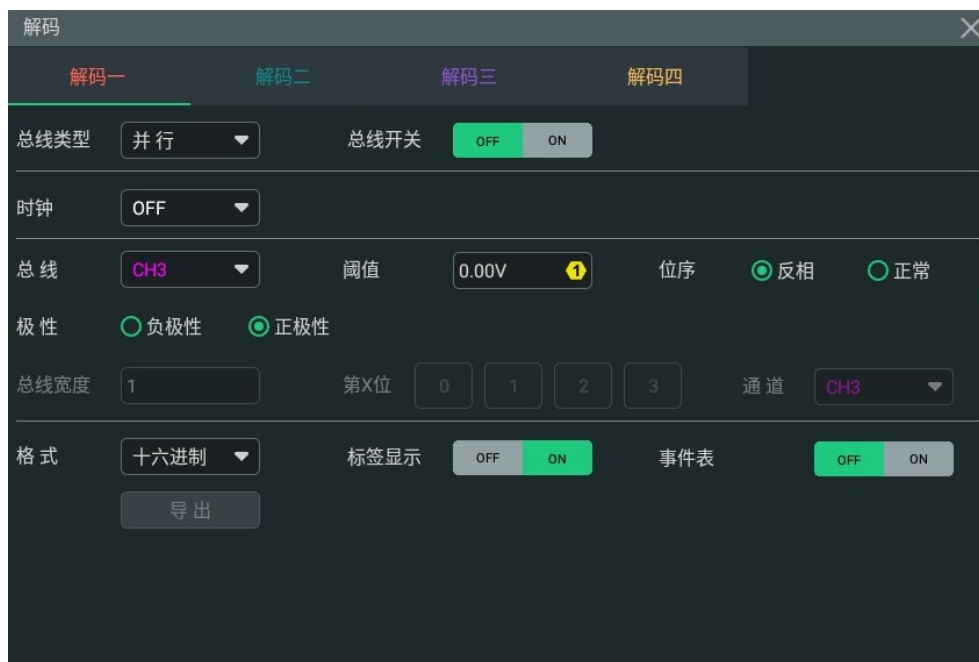 解码
解码一 解码二 解码三 解码四
总线类型 并行 总线开关 OFF ON
时钟 OFF
总线 CH3 阈值 0.00V 1 位序 反相 正常
极性 负极性 正极性
总线宽度 1 第X位 0 1 2 3 通道 CH3
格式 十六进制 标签显示 OFF ON 事件表 OFF ON
导出